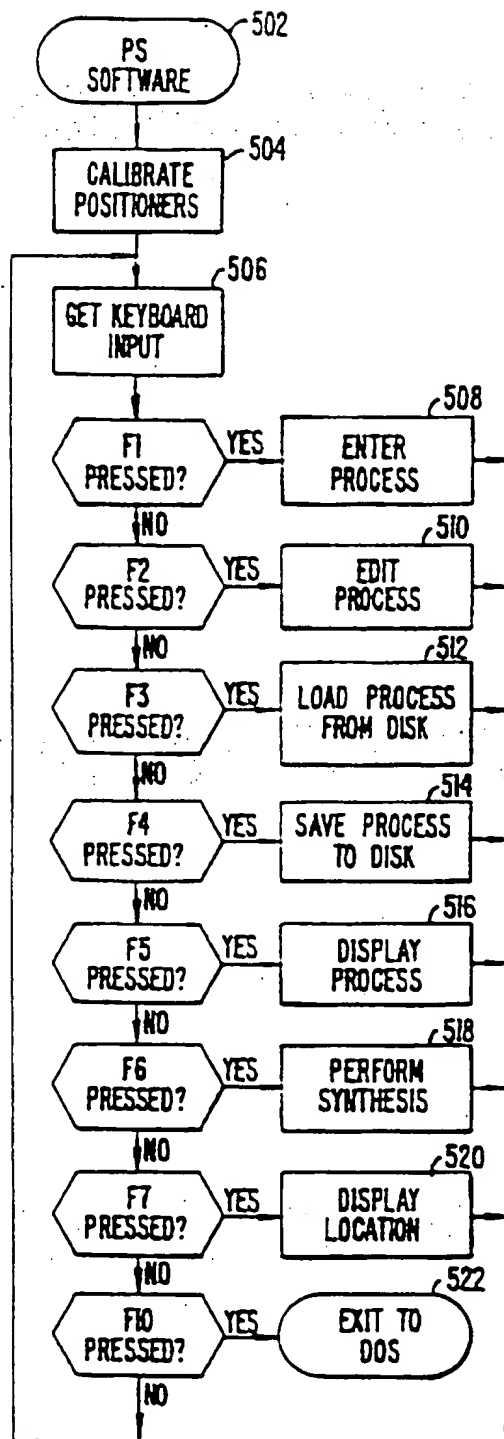 502
PS
SOFTWARE
504
CALIBRATE
POSITIONERS
506
GET KEYBOARD
INPUT
508
F1
PRESSED?
YES
ENTER
PROCESS
NO
510
F2
PRESSED?
YES
EDIT
PROCESS
NO
512
F3
PRESSED?
YES
LOAD PROCESS
FROM DISK
NO
514
F4
PRESSED?
YES
SAVE PROCESS
TO DISK
NO
516
F5
PRESSED?
YES
DISPLAY
PROCESS
NO
518
F6
PRESSED?
YES
PERFORM
SYNTHESIS
NO
520
F7
PRESSED?
YES
DISPLAY
LOCATION
NO
522
F10
PRESSED?
YES
EXIT TO
DOS
NO